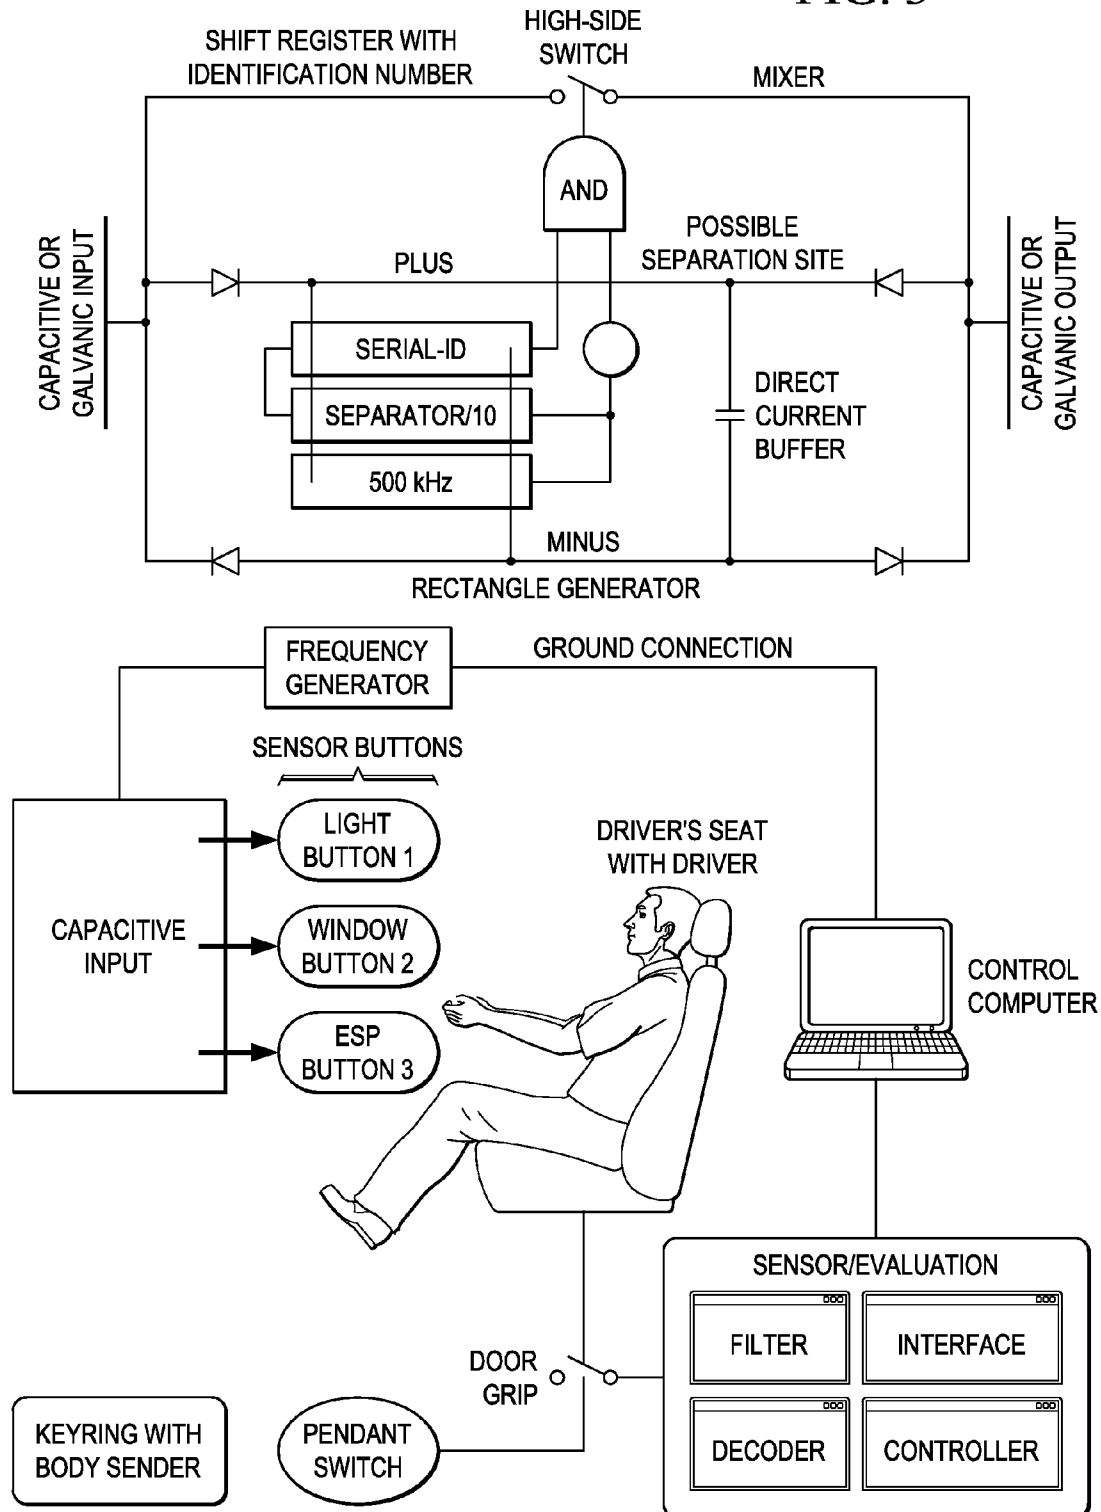 SHIFT REGISTER WITH
IDENTIFICATION NUMBER
HIGH-SIDE
SWITCH
MIXER
AND
CAPACITIVE OR
GALVANIC INPUT
PLUS
POSSIBLE
SEPARATION SITE
CAPACITIVE OR
GALVANIC OUTPUT
SERIAL-ID
SEPARATOR/10
500 kHz
DIRECT
CURRENT
BUFFER
MINUS
RECTANGLE GENERATOR
FREQUENCY
GENERATOR
GROUND CONNECTION
SENSOR BUTTONS
LIGHT
BUTTON 1
CAPACITIVE
INPUT
WINDOW
BUTTON 2
ESP
BUTTON 3
DRIVER'S SEAT
WITH DRIVER
CONTROL
COMPUTER
SENSOR/EVALUATION
FILTER
INTERFACE
DECODER
CONTROLLER
DOOR
GRIP
KEYRING WITH
BODY SENDER
PENDANT
SWITCH